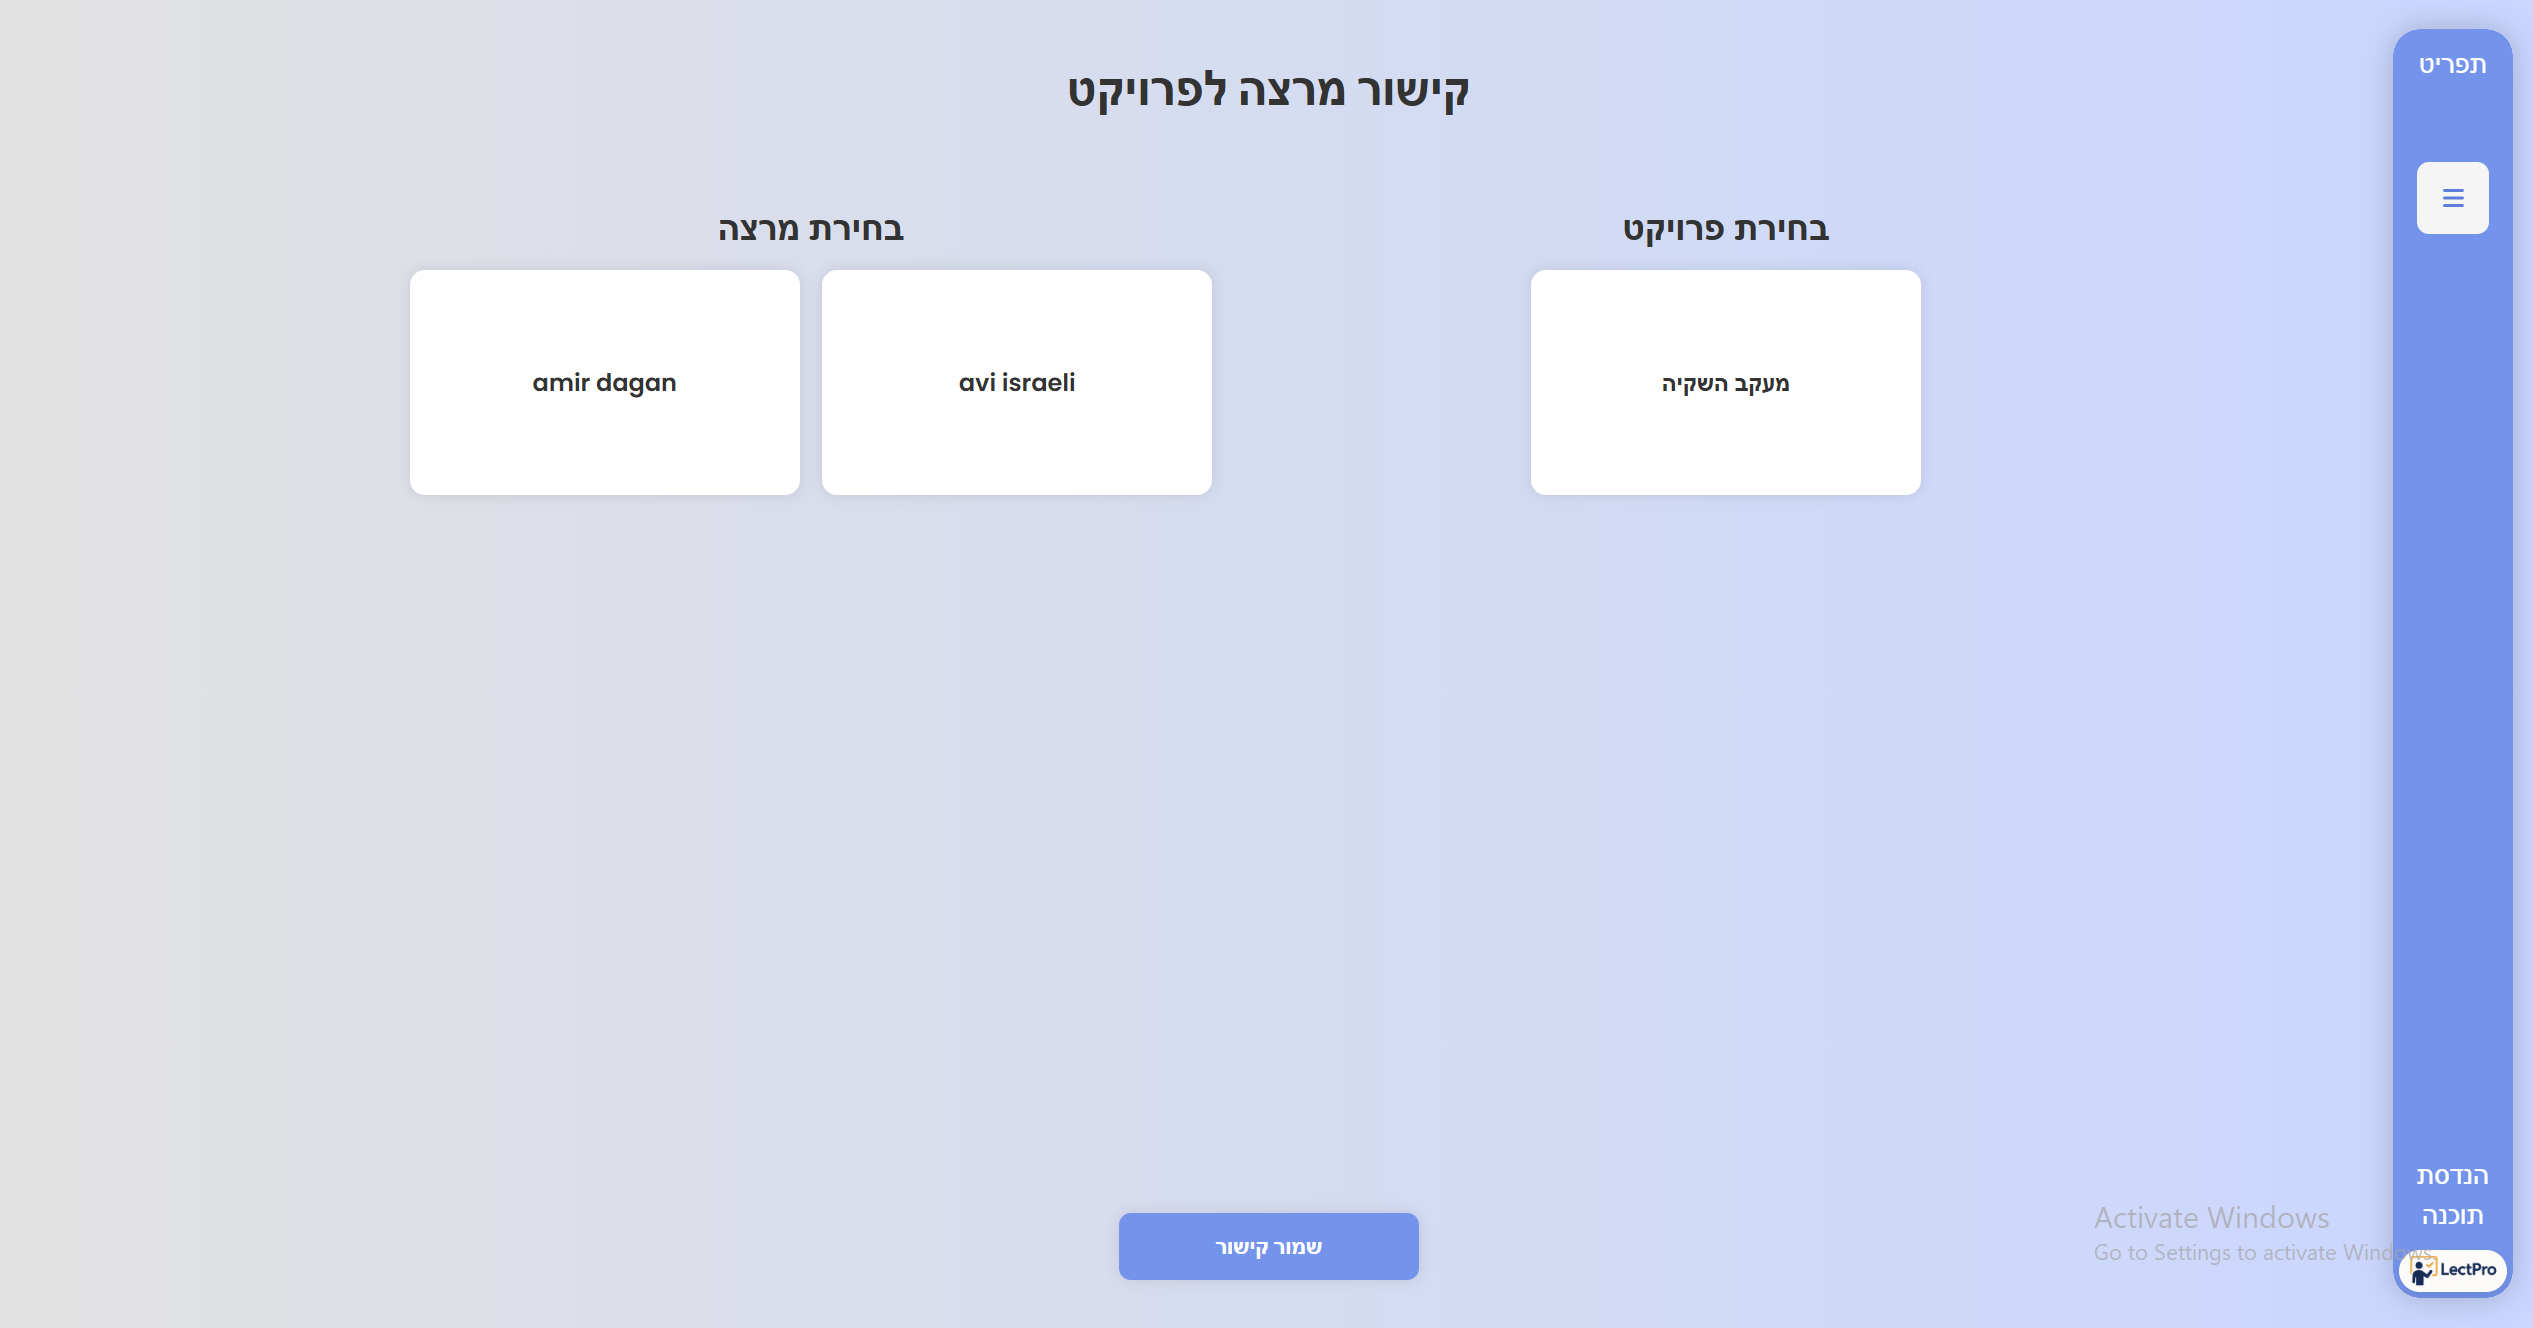 תפריט
קישור מרצה לפרויקט
בחירת פרויקט
מעקב השקיה
בחירת מרצה
avi israeli
amir dagan
שמור קישור
הנדסת
תוכנה
LectPro
Activate Windows
Go to Settings to activate Windows.